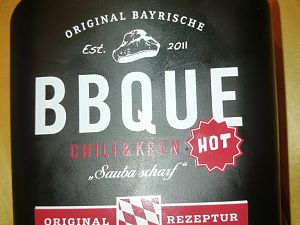 ORIGINAL BAYRISCHE
Est. 2011
BBQUE
CHILI & KREN
HOT
„Sauba scharf“
ORIGINAL REZEPTUR